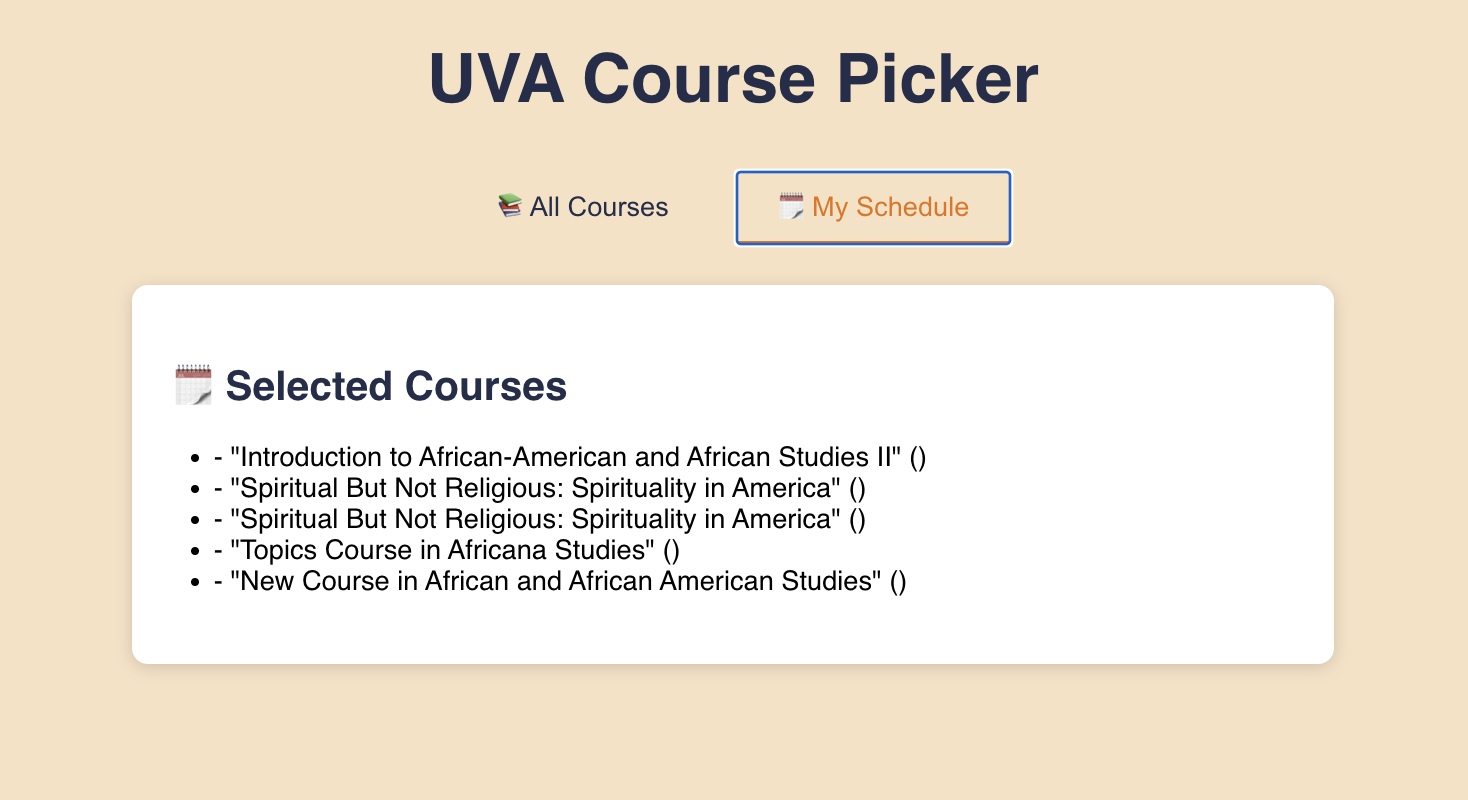 UVA Course Picker
📚 All Courses
🗓️ My Schedule
🗓️ Selected Courses
• - "Introduction to African-American and African Studies II" ()
• - "Spiritual But Not Religious: Spirituality in America" ()
• - "Spiritual But Not Religious: Spirituality in America" ()
• - "Topics Course in Africana Studies" ()
• - "New Course in African and African American Studies" ()